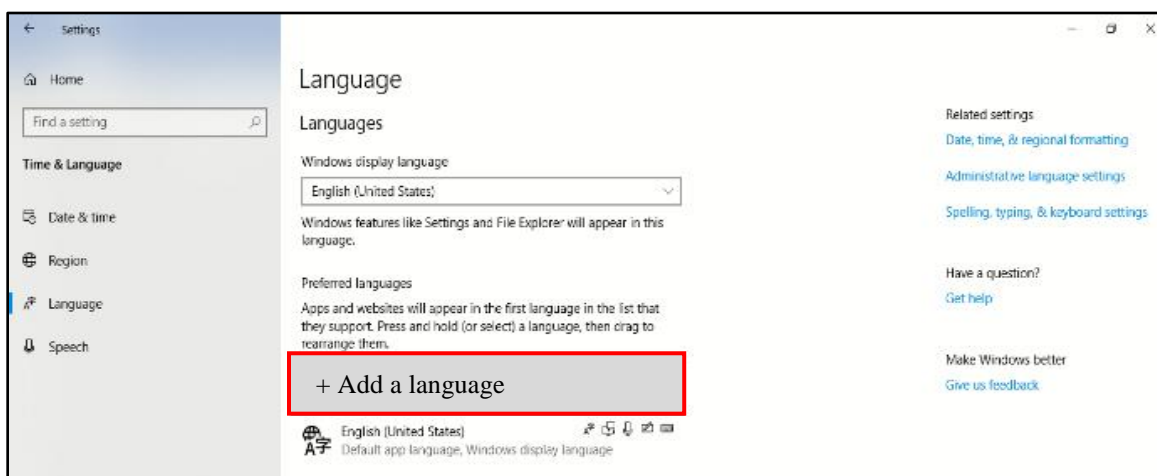 Settings
Home
Find a setting
Time & Language
Date & time
Region
Language
Speech
Language
Languages
Windows display language
English (United States)
Windows features like Settings and File Explorer will appear in this
language.
Preferred languages
Apps and websites will appear in the first language in the list that
they support. Press and hold (or select) a language, then drag to
rearrange them.
+ Add a language
English (United States)
Default app language, Windows display language
Related settings
Date, time, & regional formatting
Administrative language settings
Spelling, typing, & keyboard settings
Have a question?
Get help
Make Windows better
Give us feedback